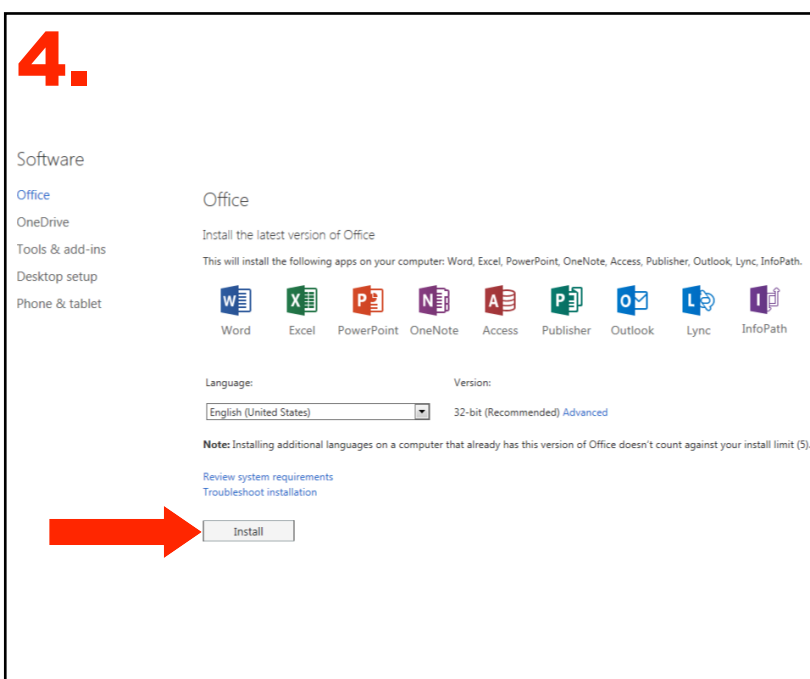 4.
Software
Office
OneDrive
Tools & add-ins
Desktop setup
Phone & tablet
Office
Install the latest version of Office
This will install the following apps on your computer: Word, Excel, PowerPoint, OneNote, Access, Publisher, Outlook, Lync, InfoPath.
Word Excel PowerPoint OneNote Access Publisher Outlook Lync InfoPath
Language: Version:
English (United States) 32-bit (Recommended) Advanced
Note: Installing additional languages on a computer that already has this version of Office doesn't count against your install limit (5).
Review system requirements
Troubleshoot installation
Install